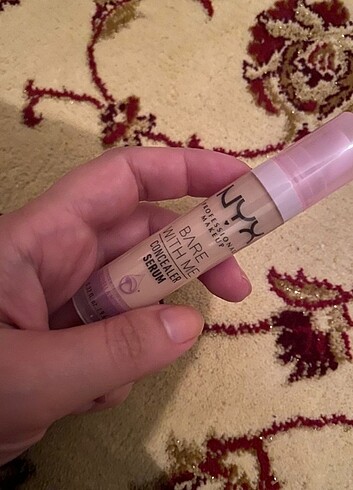 NYX
PROFESSIONAL
MAKEUP
BARE
WITH ME
CONCEALER
SERUM